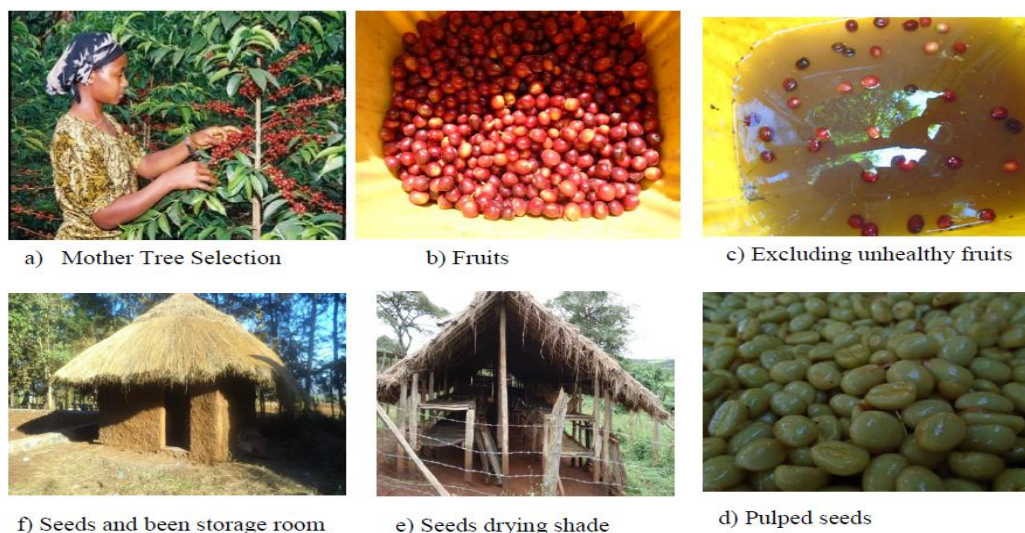 a) Mother Tree Selection
b) Fruits
c) Excluding unhealthy fruits
f) Seeds and been storage room
e) Seeds drying shade
d) Pulped seeds